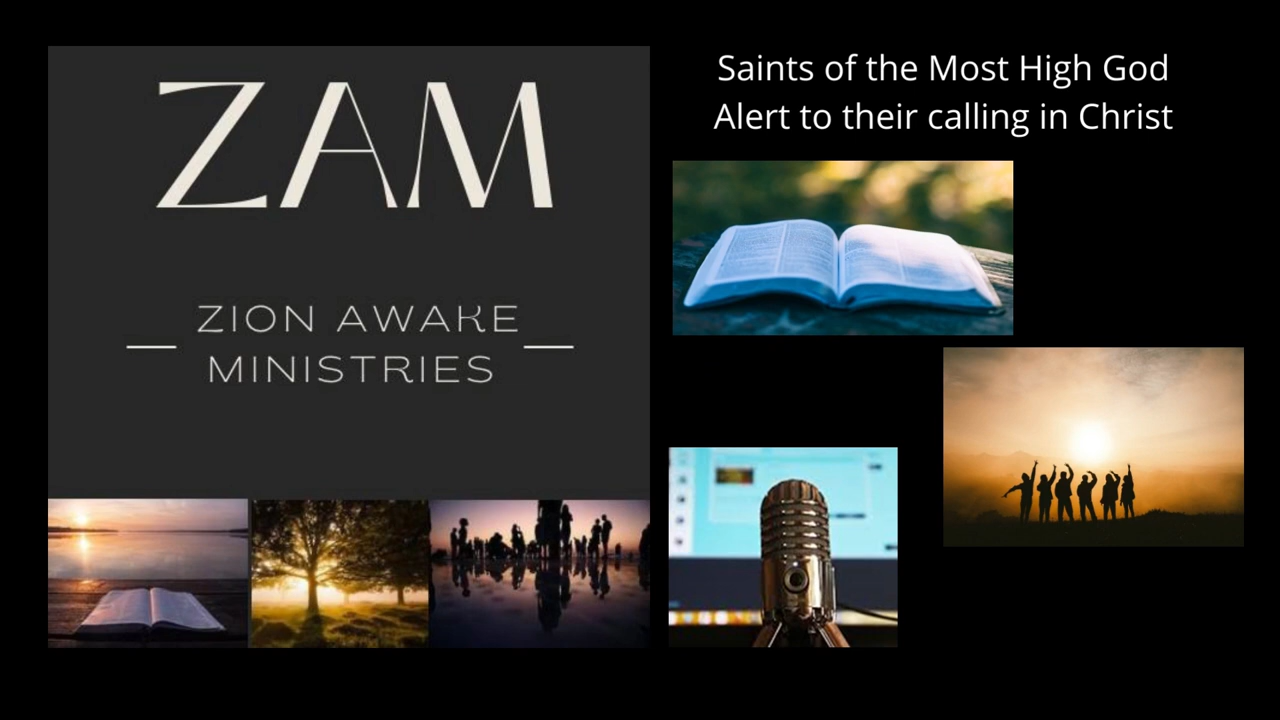 ZAM
ZION AWAKE
MINISTRIES
Saints of the Most High God
Alert to their calling in Christ